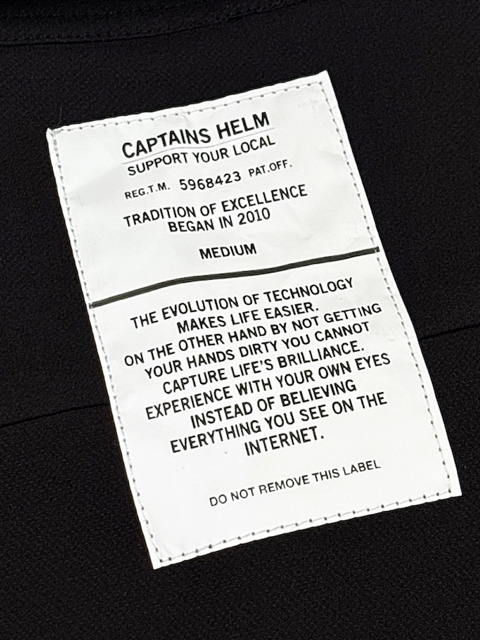 CAPTAINS HELM
SUPPORT YOUR LOCAL
REG.T.M. 5968423 PAT.OFF.
TRADITION OF EXCELLENCE
BEGAN IN 2010
MEDIUM
THE EVOLUTION OF TECHNOLOGY
MAKES LIFE EASIER.
ON THE OTHER HAND BY NOT GETTING
YOUR HANDS DIRTY YOU CANNOT
CAPTURE LIFE'S BRILLIANCE.
EXPERIENCE WITH YOUR OWN EYES
INSTEAD OF BELIEVING
EVERYTHING YOU SEE ON THE
INTERNET.
DO NOT REMOVE THIS LABEL